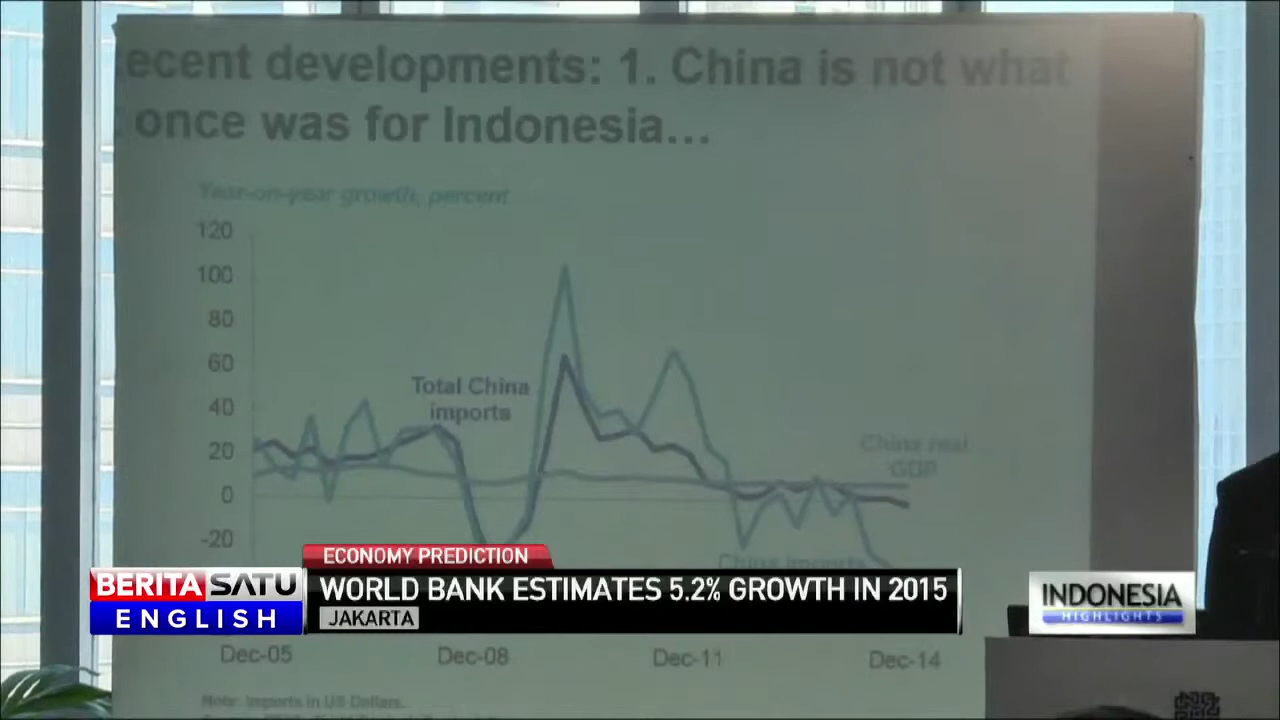 ecent developments: 1. China is not what
once was for Indonesia...
Year-on-year growth, percent
120
100
80
60
40
20
0
-20
Total China
imports
China real
GDP
China imports
ECONOMY PREDICTION
BERITA SATU
ENGLISH
WORLD BANK ESTIMATES 5.2% GROWTH IN 2015
JAKARTA
INDONESIA
HIGHLIGHTS
Dec-05
Dec-08
Dec-11
Dec-14
Note: Imports in US Dollars.